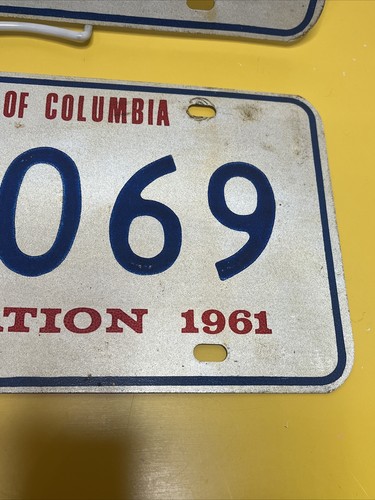 OF COLUMBIA
069
ATION 1961